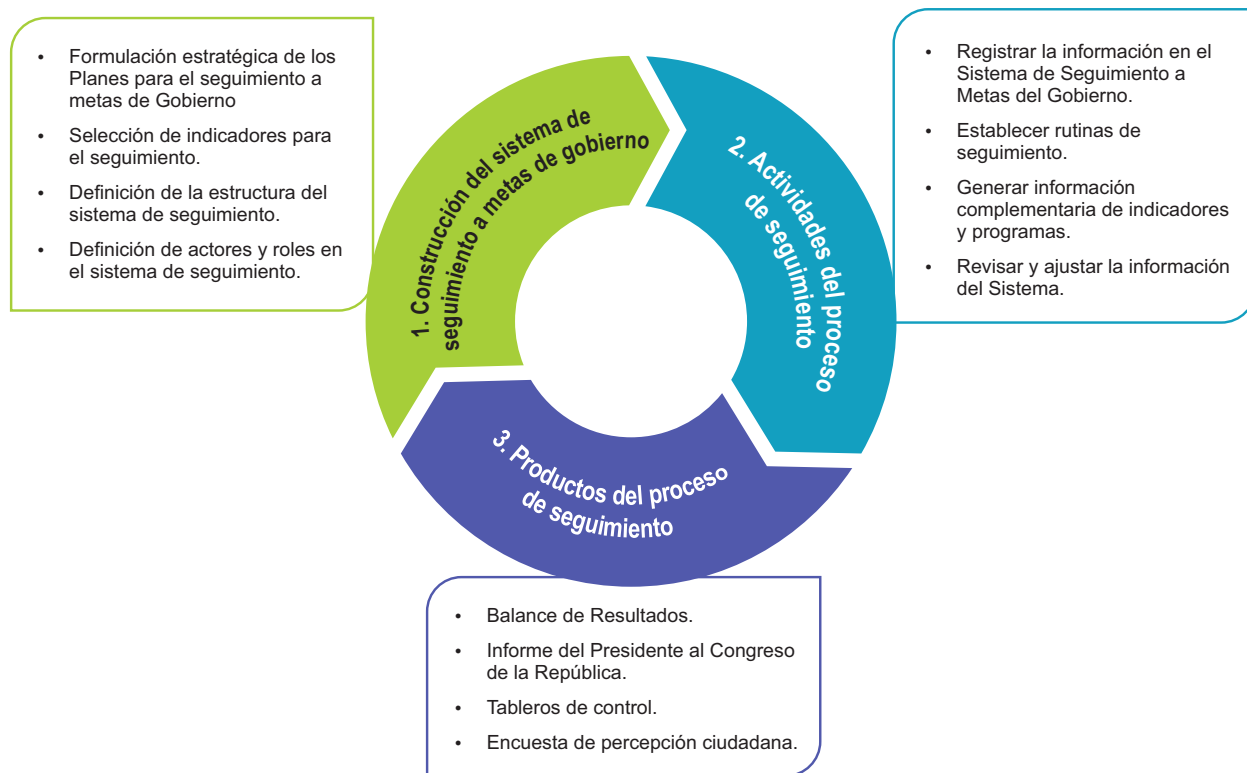 • Formulación estratégica de los
Planes para el seguimiento a
metas de Gobierno
• Selección de indicadores para
el seguimiento.
• Definición de la estructura del
sistema de seguimiento.
• Definición de actores y roles en
el sistema de seguimiento.
1. Construcción del sistema de
seguimiento a metas de gobierno
2. Actividades del proceso
de seguimiento
• Registrar la información en el
Sistema de Seguimiento a
Metas del Gobierno.
• Establecer rutinas de
seguimiento.
• Generar información
complementaria de indicadores
y programas.
• Revisar y ajustar la información
del Sistema.
3. Productos del proceso
de seguimiento
• Balance de Resultados.
• Informe del Presidente al Congreso
de la República.
• Tableros de control.
• Encuesta de percepción ciudadana.